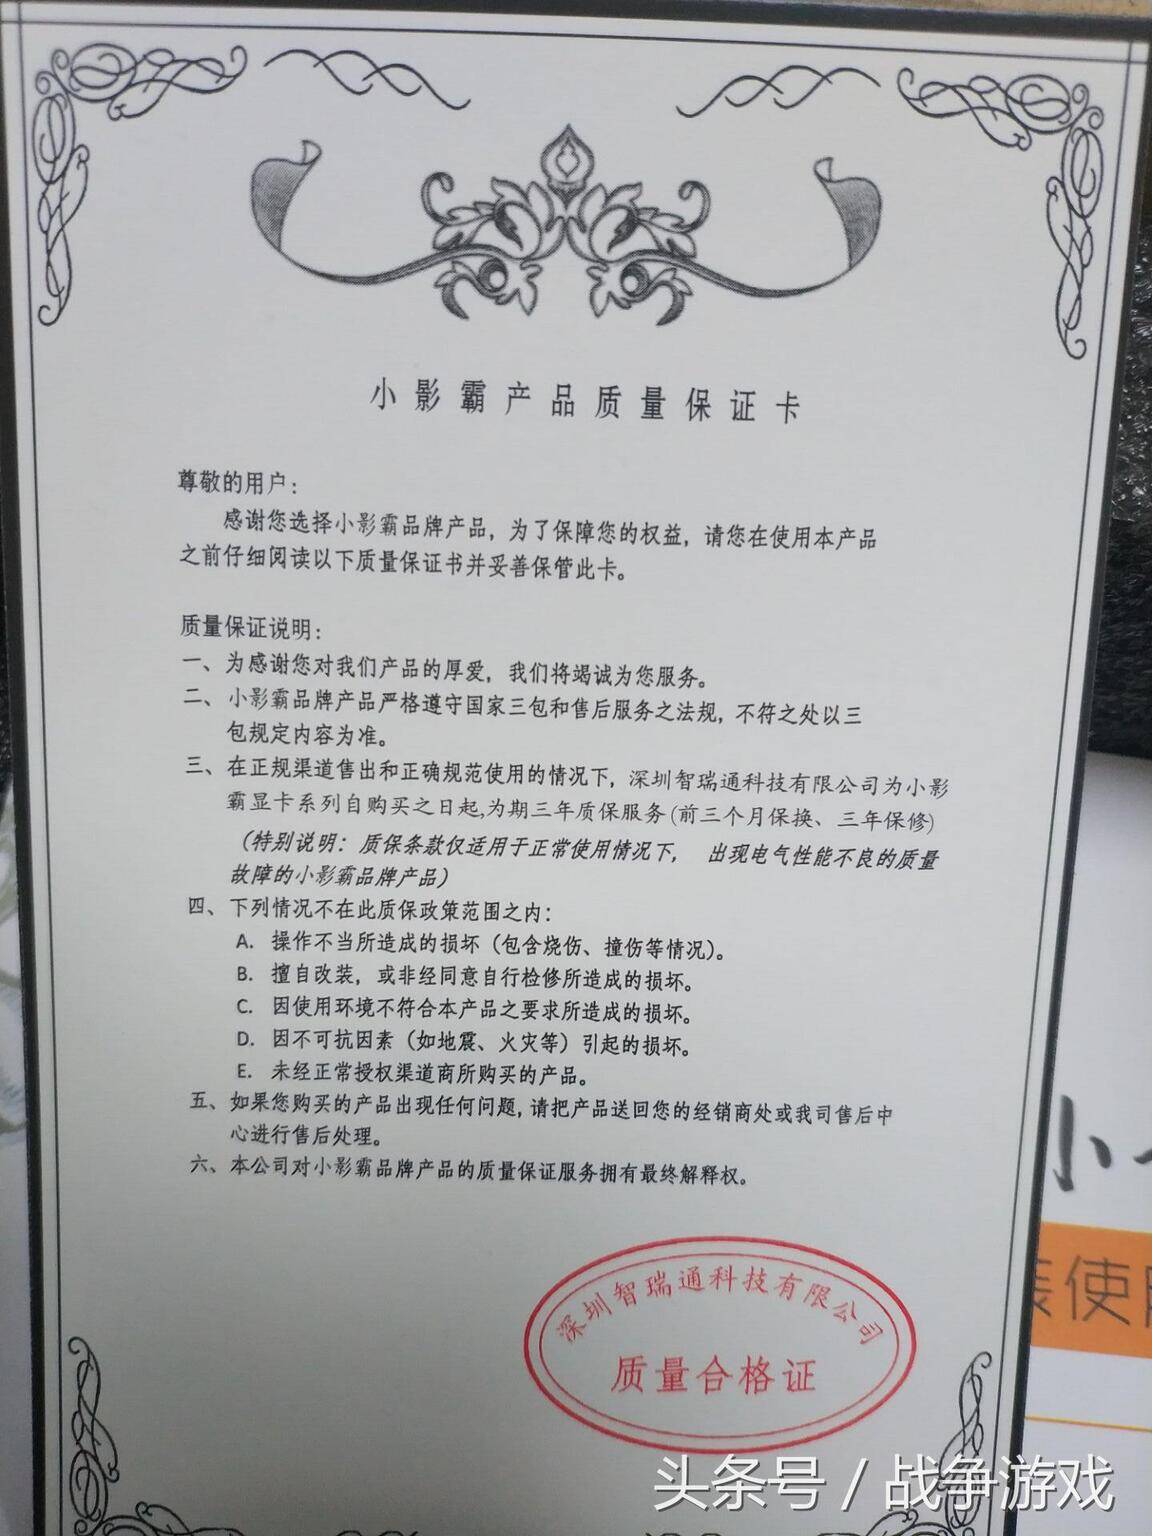 小影霸产品质量保证卡
尊敬的用户：
感谢您选择小影霸品牌产品，为了保障您的权益，请您在使用本产品
之前仔细阅读以下质量保证书并妥善保管此卡。
质量保证说明：
一、为感谢您对我们产品的厚爱，我们将竭诚为您服务。
二、小影霸品牌产品严格遵守国家三包和售后服务之法规，不符之处以三
包规定内容为准。
三、在正规渠道售出和正确规范使用的情况下，深圳智瑞通科技有限公司为小影
霸显卡系列自购买之日起,为期三年质保服务(前三个月保换、三年保修)
（特别说明：质保条款仅适用于正常使用情况下， 出现电气性能不良的质量
故障的小影霸品牌产品）
四、下列情况不在此质保政策范围之内：
A. 操作不当所造成的损坏（包含烧伤、撞伤等情况）。
B. 擅自改装，或非经同意自行检修所造成的损坏。
C. 因使用环境不符合本产品之要求所造成的损坏。
D. 因不可抗因素（如地震、火灾等）引起的损坏。
E. 未经正常授权渠道商所购买的产品。
五、如果您购买的产品出现任何问题,请把产品送回您的经销商处或我司售后中
心进行售后处理。
六、本公司对小影霸品牌产品的质量保证服务拥有最终解释权。
深圳智瑞通科技有限公司
质量合格证
小
使
头条号 / 战争游戏